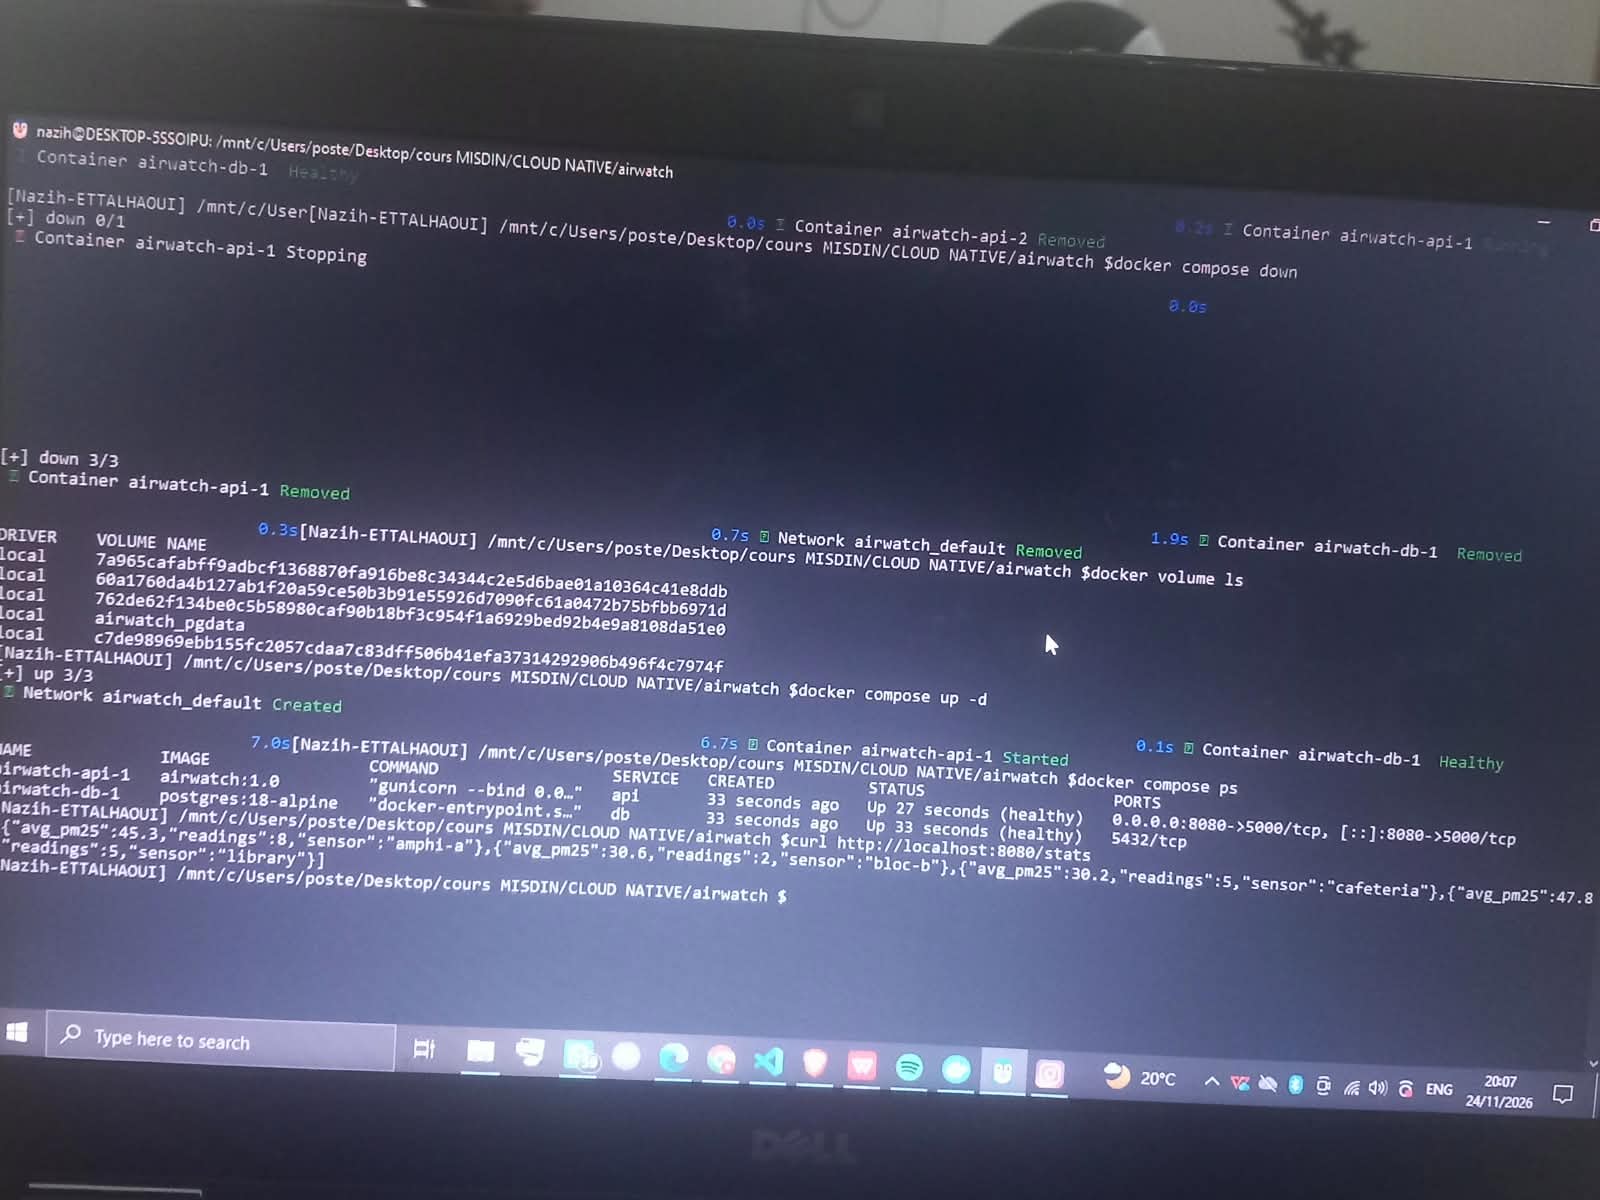 nazih@DESKTOP-5SSOIPU: /mnt/c/Users/poste/Desktop/cours MISDIN/CLOUD NATIVE/airwatch
Container airwatch-db-1 Healthy
0.0s Container airwatch-api-2 Removed
0.2s Container airwatch-api-1 Running
[Nazih-ETTALHAOUI] /mnt/c/User[Nazih-ETTALHAOUI] /mnt/c/Users/poste/Desktop/cours MISDIN/CLOUD NATIVE/airwatch $docker compose down
[+] down 0/1
Container airwatch-api-1 Stopping
0.0s
[+] down 3/3
Container airwatch-api-1 Removed
0.7s Network airwatch_default Removed
1.9s Container airwatch-db-1 Removed
0.3s[Nazih-ETTALHAOUI] /mnt/c/Users/poste/Desktop/cours MISDIN/CLOUD NATIVE/airwatch $docker volume ls
DRIVER VOLUME NAME
local 7a965cafabff9adbcf1368870fa916be8c34344c2e5d6bae01a10364c41e8ddb
local 60a1760da4b127ab1f20a59ce50b3b91e55926d7090fc61a0472b75bfbb6971d
local 762de62f134be0c5b58980caf90b18bf3c954f1a6929bed92b4e9a8108da51e0
local airwatch_pgdata
local c7de98969ebb155fc2057cdaa7c83dff506b41efa37314292906b496f4c7974f
[Nazih-ETTALHAOUI] /mnt/c/Users/poste/Desktop/cours MISDIN/CLOUD NATIVE/airwatch $docker compose up -d
[+] up 3/3
Network airwatch_default Created
6.7s Container airwatch-api-1 Started
0.1s Container airwatch-db-1 Healthy
7.0s[Nazih-ETTALHAOUI] /mnt/c/Users/poste/Desktop/cours MISDIN/CLOUD NATIVE/airwatch $docker compose ps
NAME IMAGE COMMAND SERVICE CREATED STATUS PORTS
airwatch-api-1 airwatch:1.0 "gunicorn --bind 0.0…" api 33 seconds ago Up 27 seconds (healthy) 0.0.0.0:8080->5000/tcp, [::]:8080->5000/tcp
airwatch-db-1 postgres:18-alpine "docker-entrypoint.s…" db 33 seconds ago Up 33 seconds (healthy) 5432/tcp
[Nazih-ETTALHAOUI] /mnt/c/Users/poste/Desktop/cours MISDIN/CLOUD NATIVE/airwatch $curl http://localhost:8080/stats
[{"avg_pm25":45.3,"readings":8,"sensor":"amphi-a"},{"avg_pm25":30.6,"readings":2,"sensor":"bloc-b"},{"avg_pm25":30.2,"readings":5,"sensor":"cafeteria"},{"avg_pm25":47.8
"readings":5,"sensor":"library"}]
[Nazih-ETTALHAOUI] /mnt/c/Users/poste/Desktop/cours MISDIN/CLOUD NATIVE/airwatch $
Type here to search
20°C
ENG
20:07
24/11/2026
DELL